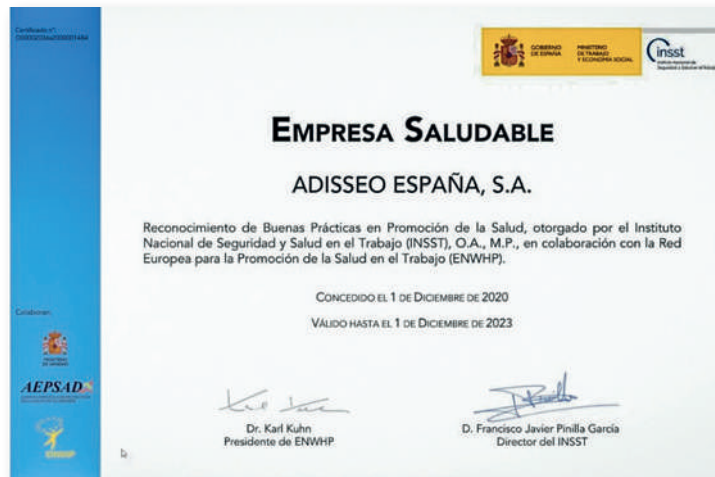 Certificado nº:
GOBIERNO
DE ESPAÑA
MINISTERIO
DE TRABAJO
Y ECONOMÍA SOCIAL
insst
EMPRESA SALUDABLE
ADISSEO ESPAÑA, S.A.
Reconocimiento de Buenas Prácticas en Promoción de la Salud, otorgado por el Instituto
Nacional de Seguridad y Salud en el Trabajo (INSST), O.A., M.P., en colaboración con la Red
Europea para la Promoción de la Salud en el Trabajo (ENWHP).
CONCEDIDO EL 1 DE DICIEMBRE DE 2020
VÁLIDO HASTA EL 1 DE DICIEMBRE DE 2023
Colaboran:
AEPSAD
ENWHP
Dr. Karl Kuhn
Presidente de ENWHP
D. Francisco Javier Pinilla García
Director del INSST